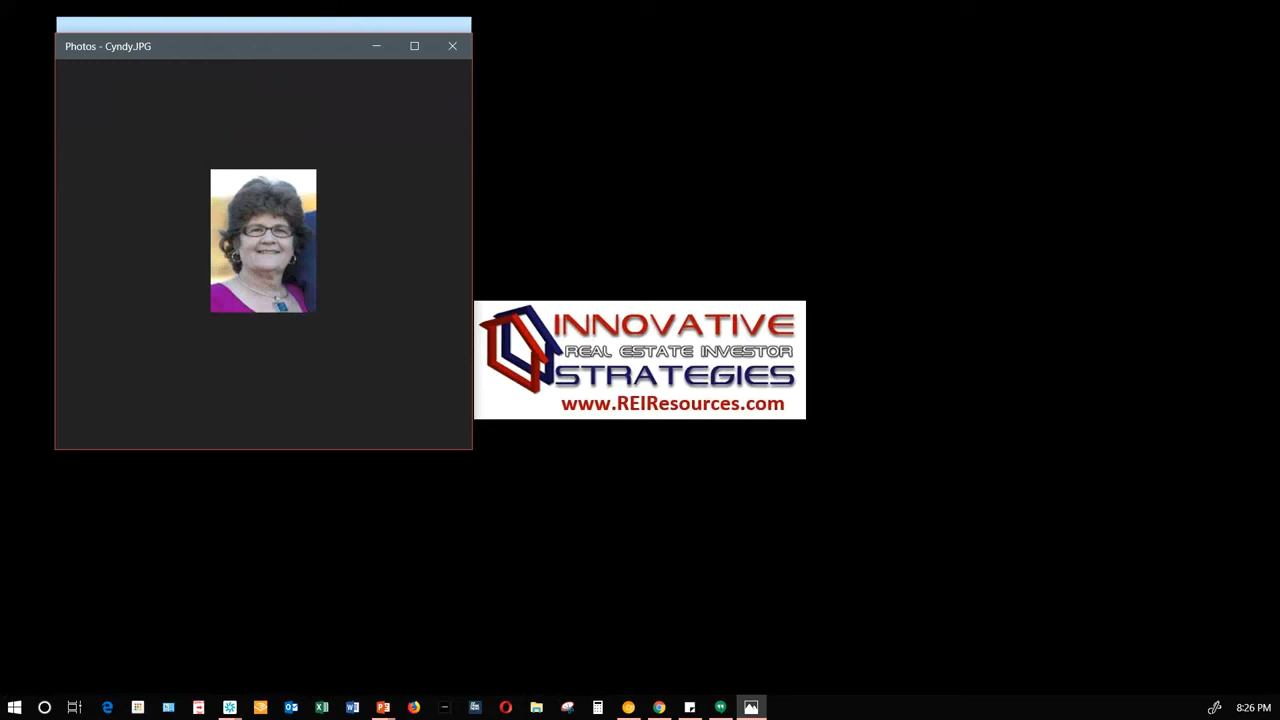 Photos - Cyndy.JPG
INNOVATIVE
REAL ESTATE INVESTOR
STRATEGIES
www.REIResources.com
8:26 PM